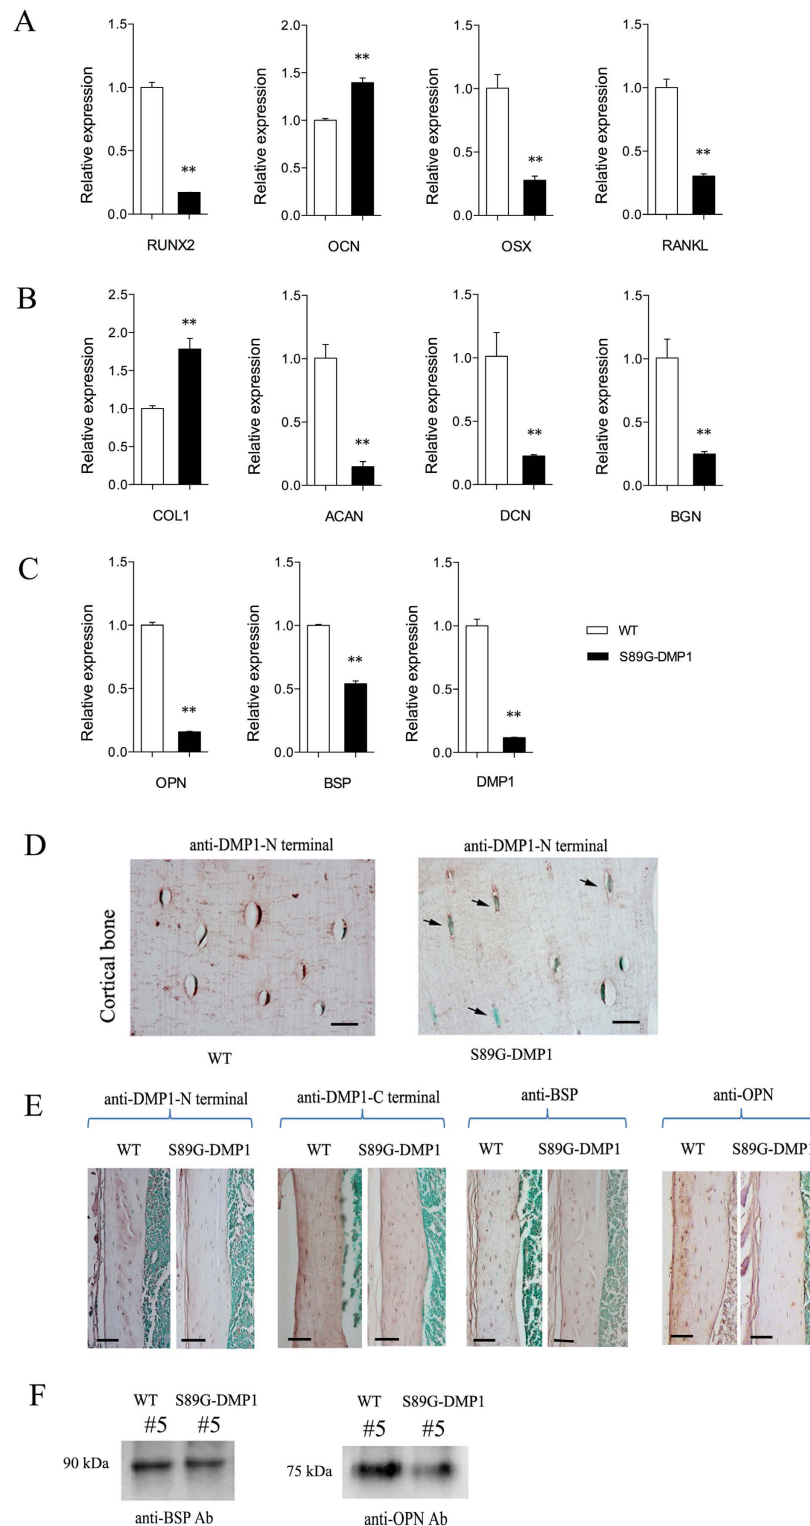 A
Relative expression
1.5
1.0
0.5
0.0
**
RUNX2
Relative expression
2.0
1.5
1.0
0.5
0.0
**
OCN
Relative expression
1.5
1.0
0.5
0.0
**
OSX
Relative expression
1.5
1.0
0.5
0.0
**
RANKL
B
Relative expression
2.5
2.0
1.5
1.0
0.5
0.0
**
COL1
Relative expression
1.5
1.0
0.5
0.0
**
ACAN
Relative expression
1.5
1.0
0.5
0.0
**
DCN
Relative expression
1.5
1.0
0.5
0.0
**
BGN
C
Relative expression
1.5
1.0
0.5
0.0
**
OPN
Relative expression
1.5
1.0
0.5
0.0
**
BSP
Relative expression
1.5
1.0
0.5
0.0
**
DMP1
WT
S89G-DMP1
D
anti-DMP1-N terminal
anti-DMP1-N terminal
Cortical bone
WT
S89G-DMP1
E
anti-DMP1-N terminal
anti-DMP1-C terminal
anti-BSP
anti-OPN
WT S89G-DMP1
WT S89G-DMP1
WT S89G-DMP1
WT S89G-DMP1
F
WT S89G-DMP1
#5 #5
90 kDa
anti-BSP Ab
WT S89G-DMP1
#5 #5
75 kDa
anti-OPN Ab